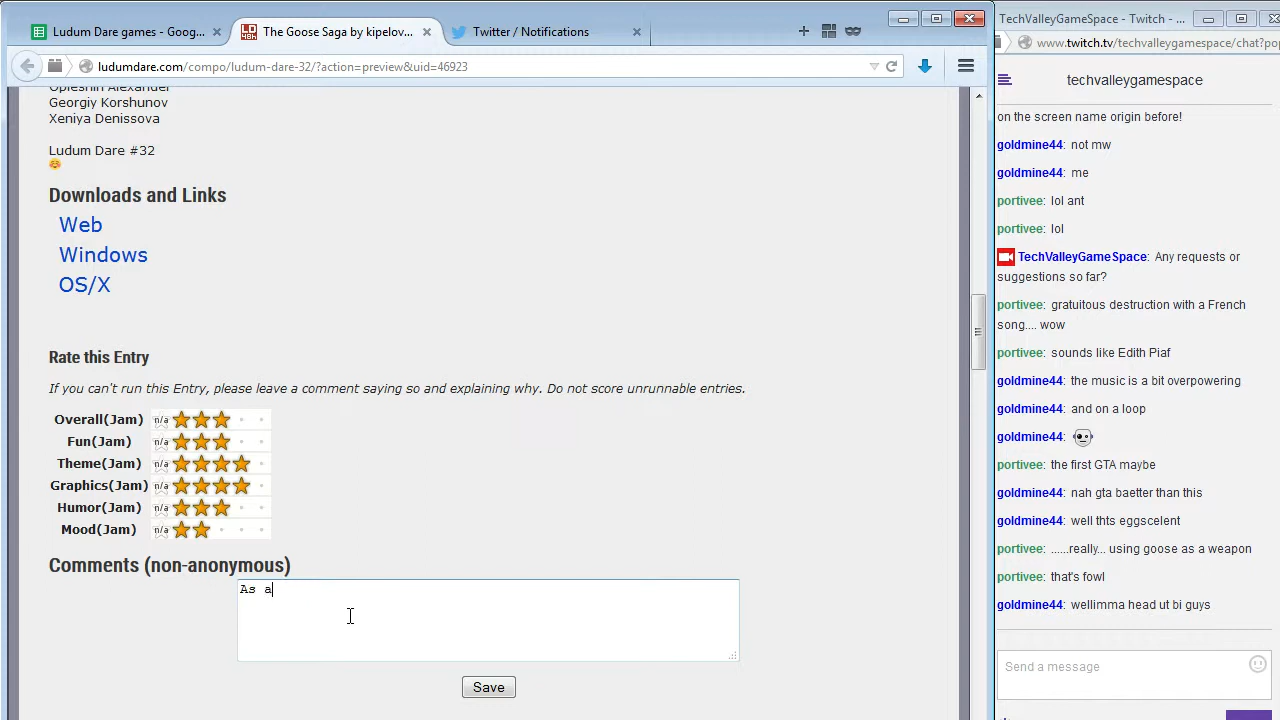 Ludum Dare games - Goog...
The Goose Saga by kipelov...
Twitter / Notifications
TechValleyGameSpace - Twitch - ...
ludumdare.com/compo/ludum-dare-32/?action=preview&uid=46923
www.twitch.tv/techvalleygamespace/chat?po
Georgiy Korshunov
Xeniya Denissova
Ludum Dare #32
Downloads and Links
Web
Windows
OS/X
Rate this Entry
If you can't run this Entry, please leave a comment saying so and explaining why. Do not score unrunnable entries.
Overall(Jam) n/a
Fun(Jam) n/a
Theme(Jam) n/a
Graphics(Jam) n/a
Humor(Jam) n/a
Mood(Jam) n/a
Comments (non-anonymous)
As a
Save
techvalleygamespace
on the screen name origin before!
goldmine44: not mw
goldmine44: me
portivee: lol ant
portivee: lol
TechValleyGameSpace: Any requests or
suggestions so far?
portivee: gratuitous destruction with a French
song.... wow
portivee: sounds like Edith Piaf
goldmine44: the music is a bit overpowering
goldmine44: and on a loop
goldmine44:
portivee: the first GTA maybe
goldmine44: nah gta baetter than this
goldmine44: well thts eggscelent
portivee: ......really... using goose as a weapon
portivee: that's fowl
goldmine44: wellimma head ut bi guys
Send a message